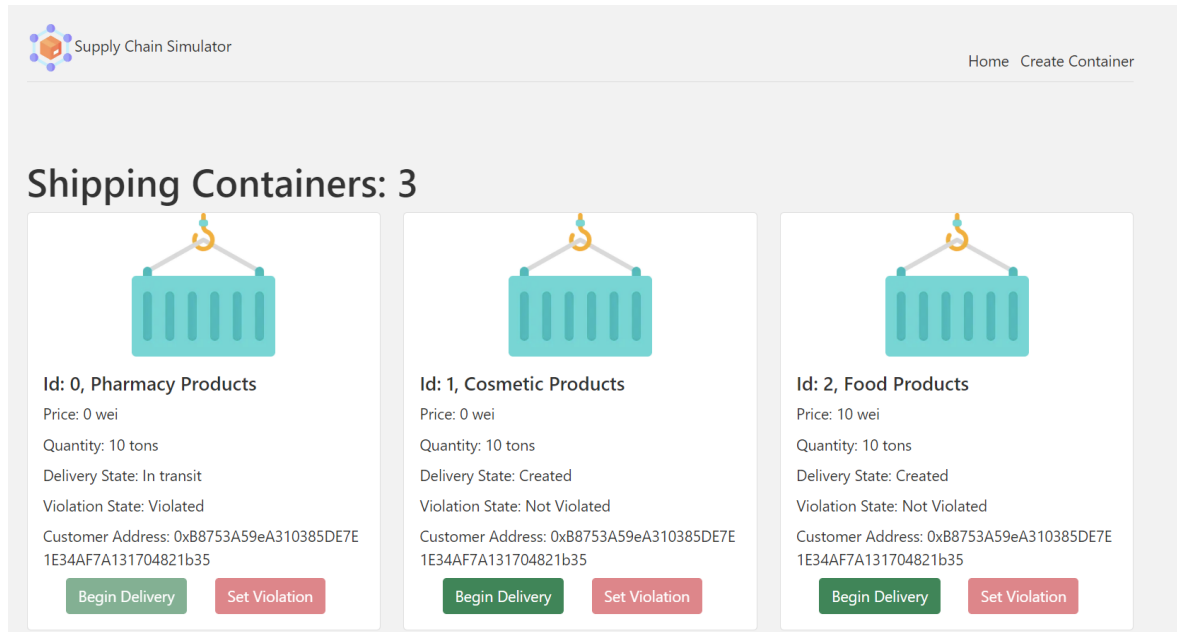 Supply Chain Simulator
Home Create Container
Shipping Containers: 3
Id: 0, Pharmacy Products
Price: 0 wei
Quantity: 10 tons
Delivery State: In transit
Violation State: Violated
Customer Address: 0xB8753A59eA310385DE7E
1E34AF7A131704821b35
Begin Delivery Set Violation
Id: 1, Cosmetic Products
Price: 0 wei
Quantity: 10 tons
Delivery State: Created
Violation State: Not Violated
Customer Address: 0xB8753A59eA310385DE7E
1E34AF7A131704821b35
Begin Delivery Set Violation
Id: 2, Food Products
Price: 10 wei
Quantity: 10 tons
Delivery State: Created
Violation State: Not Violated
Customer Address: 0xB8753A59eA310385DE7E
1E34AF7A131704821b35
Begin Delivery Set Violation